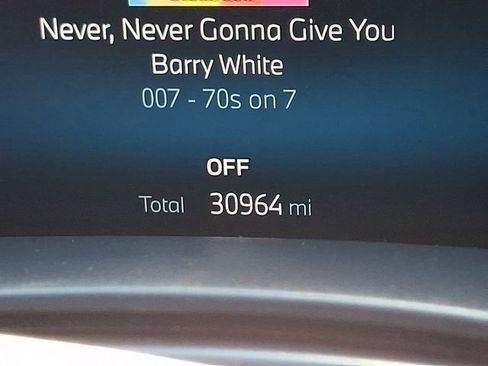 Never, Never Gonna Give You
Barry White
007 - 70s on 7
OFF
Total 30964 mi